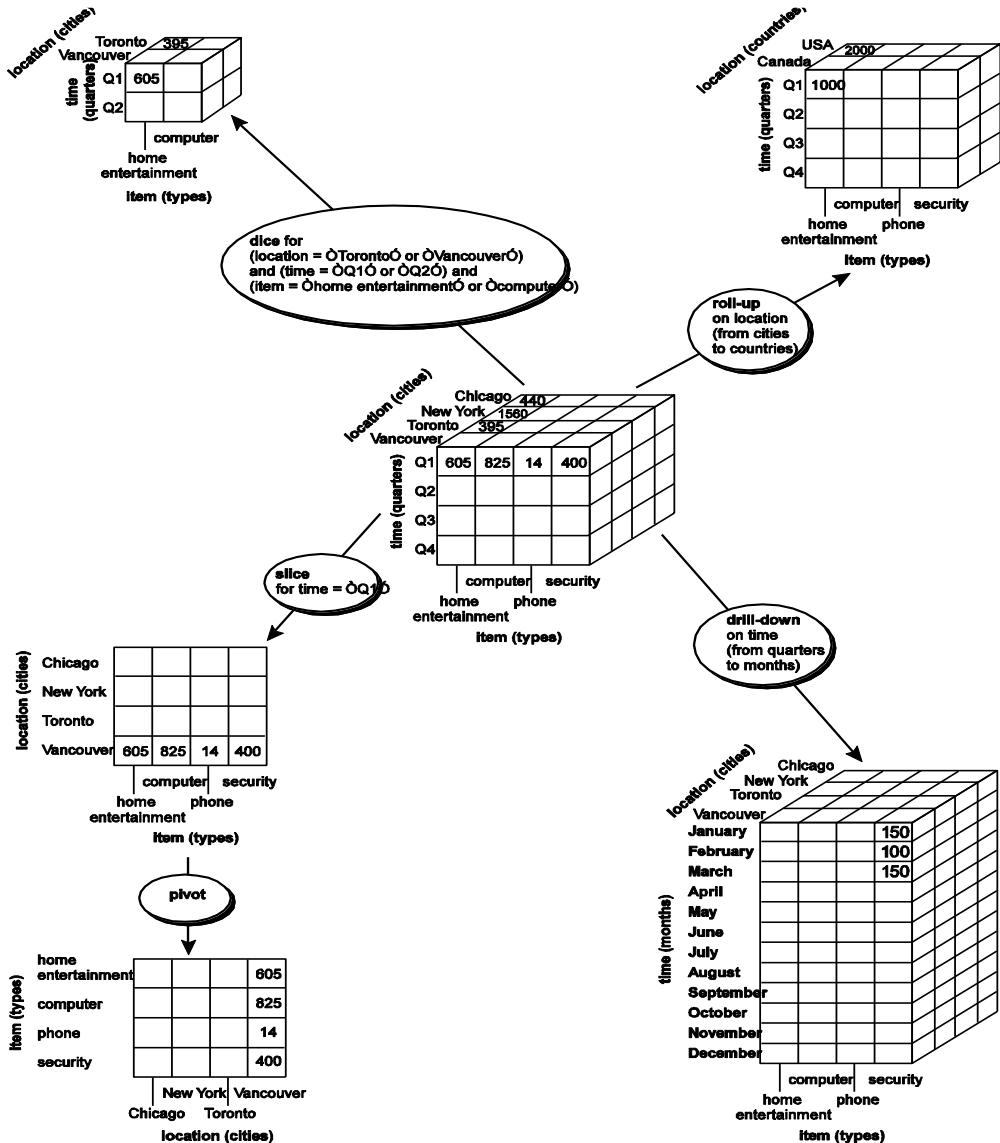 location (cities)
Toronto 395
Vancouver
time (quarters)
Q1 605
Q2
computer
home
entertainment
item (types)
location (countries)
USA 2000
Canada
time (quarters)
Q1 1000
Q2
Q3
Q4
computer security
home phone
entertainment
item (types)
dice for
(location = ÒTorontoÓ or ÒVancouverÓ)
and (time = ÒQ1Ó or ÒQ2Ó) and
(item = Òhome entertainmentÓ or ÒcomputerÓ)
roll-up
on location
(from cities
to countries)
location (cities)
Chicago 440
New York 1560
Toronto 395
Vancouver
time (quarters)
Q1 605 825 14 400
Q2
Q3
Q4
computer security
home phone
entertainment
item (types)
slice
for time = ÒQ1Ó
drill-down
on time
(from quarters
to months)
location (cities)
Chicago
New York
Toronto
Vancouver 605 825 14 400
computer security
home phone
entertainment
item (types)
pivot
item (types)
home
entertainment 605
computer 825
phone 14
security 400
New York Vancouver
Chicago Toronto
location (cities)
location (cities)
Chicago
New York
Toronto
Vancouver
time (months)
January 150
February 100
March 150
April
May
June
July
August
September
October
November
December
computer security
home phone
entertainment
item (types)